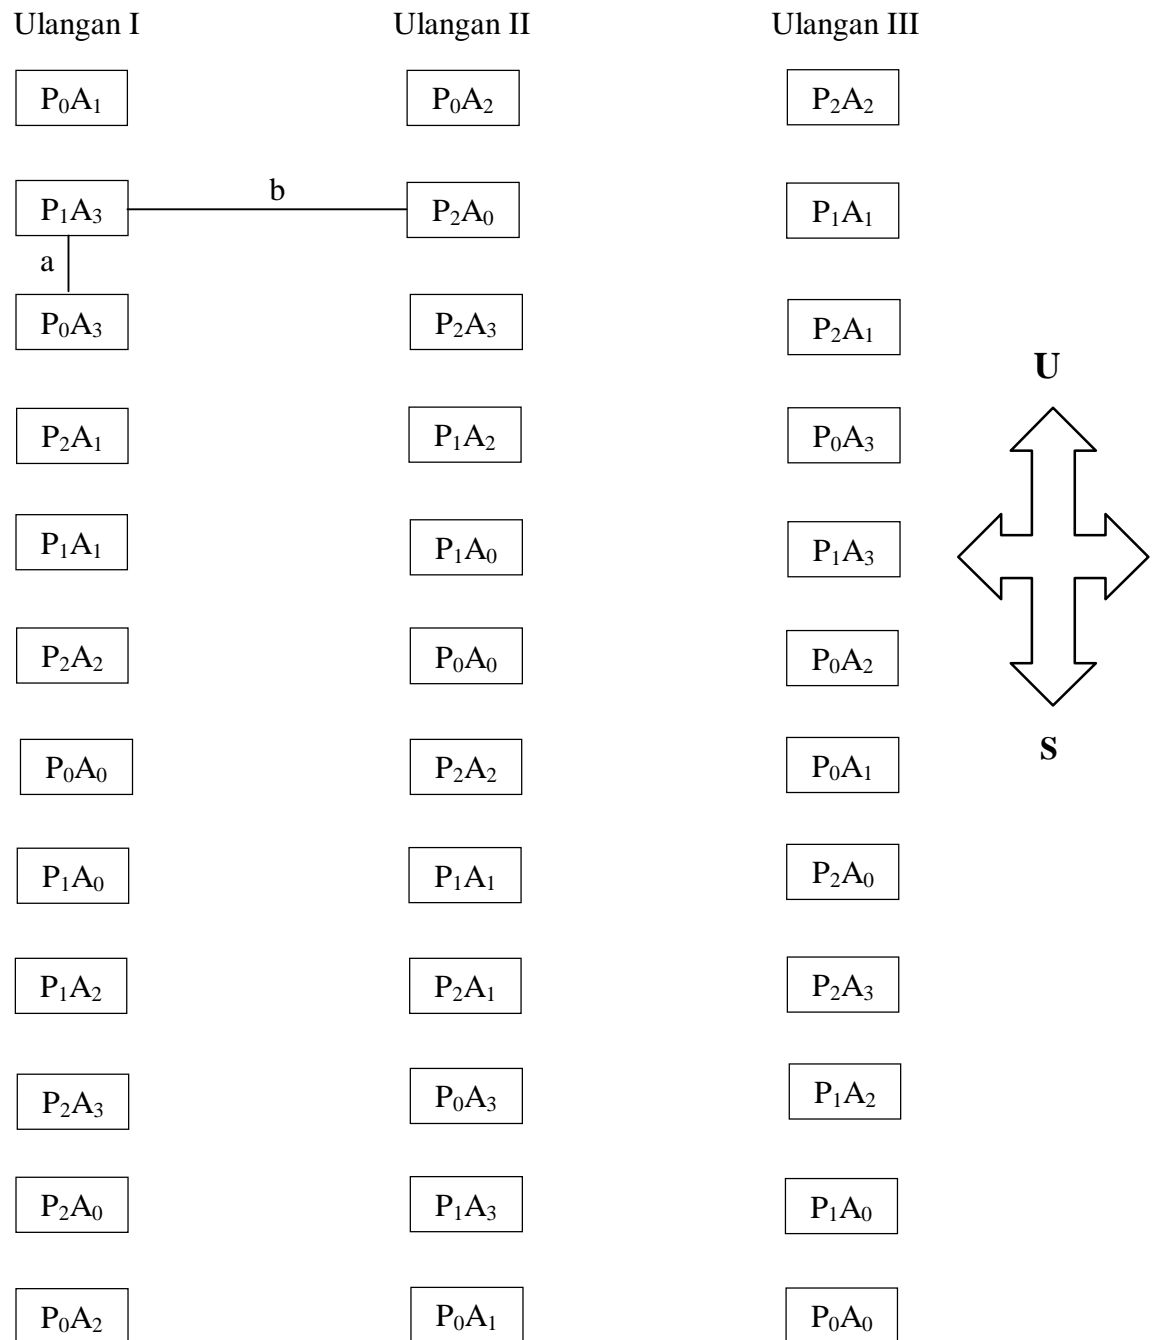 Ulangan I Ulangan II Ulangan III
P₀A₁ P₀A₂ P₂A₂
b
P₁A₃ P₂A₀ P₁A₁
a
P₀A₃ P₂A₃ P₂A₁
U
P₂A₁ P₁A₂ P₀A₃
P₁A₁ P₁A₀ P₁A₃
P₂A₂ P₀A₀ P₀A₂
S
P₀A₀ P₂A₂ P₀A₁
P₁A₀ P₁A₁ P₂A₀
P₁A₂ P₂A₁ P₂A₃
P₂A₃ P₀A₃ P₁A₂
P₂A₀ P₁A₃ P₁A₀
P₀A₂ P₀A₁ P₀A₀